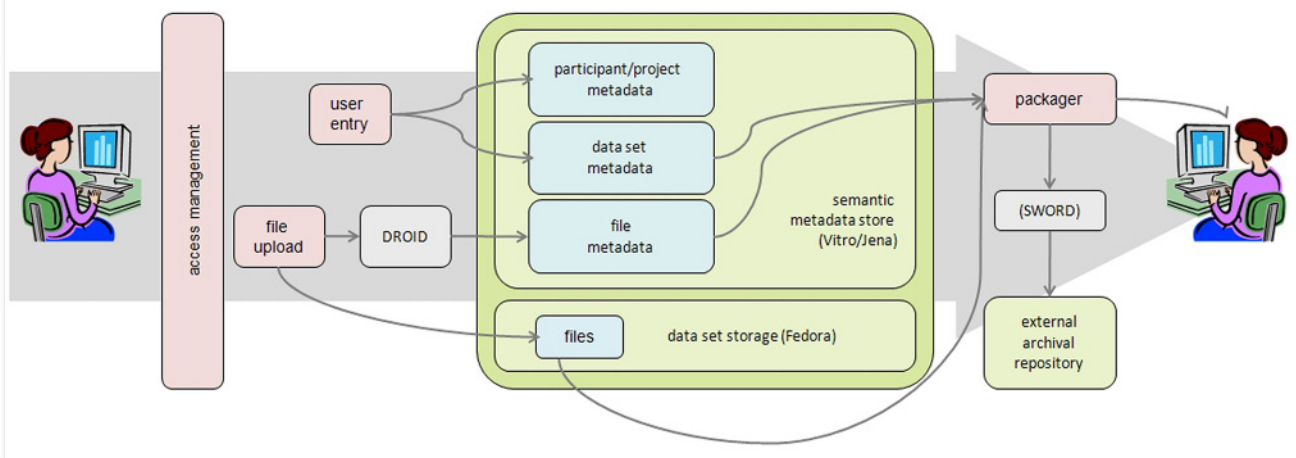 access management
user
entry
file
upload
DROID
participant/project
metadata
data set
metadata
file
metadata
semantic
metadata store
(Vitro/Jena)
files
data set storage (Fedora)
packager
(SWORD)
external
archival
repository